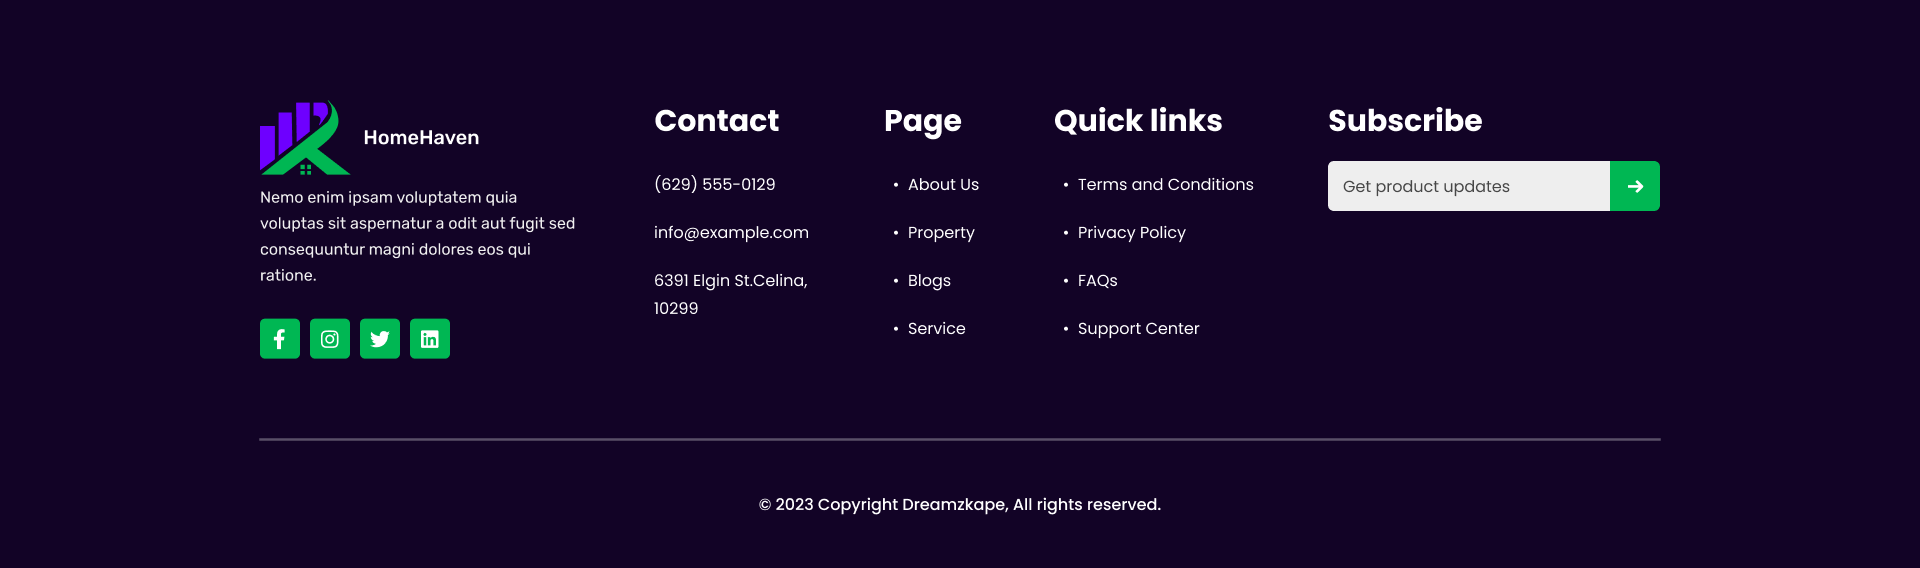 HomeHaven
Nemo enim ipsam voluptatem quia
voluptas sit aspernatur a odit aut fugit sed
consequuntur magni dolores eos qui
ratione.
Contact
(629) 555-0129
info@example.com
6391 Elgin St.Celina,
10299
Page
• About Us
• Property
• Blogs
• Service
Quick links
• Terms and Conditions
• Privacy Policy
• FAQs
• Support Center
Subscribe
Get product updates
© 2023 Copyright Dreamzkape, All rights reserved.